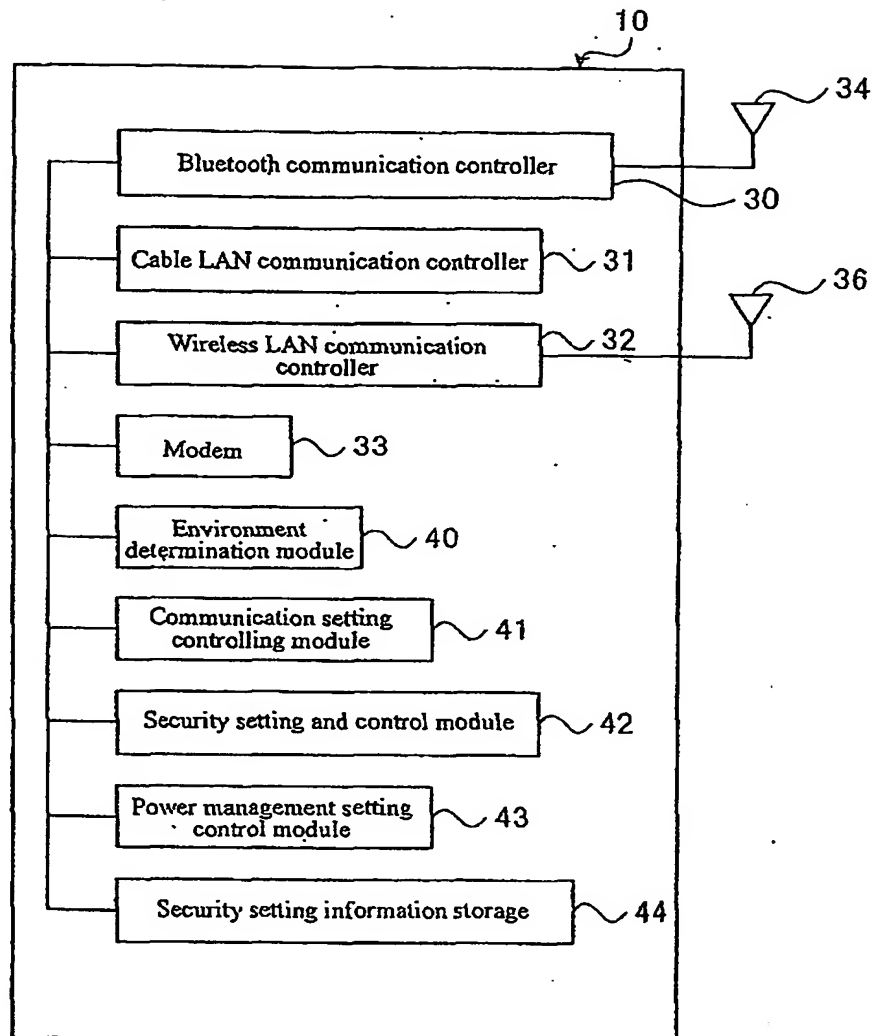 10
34
Bluetooth communication controller
30
Cable LAN communication controller
31
36
Wireless LAN communication
controller
32
Modem
33
Environment
determination module
40
Communication setting
controlling module
41
Security setting and control module
42
Power management setting
control module
43
Security setting information storage
44